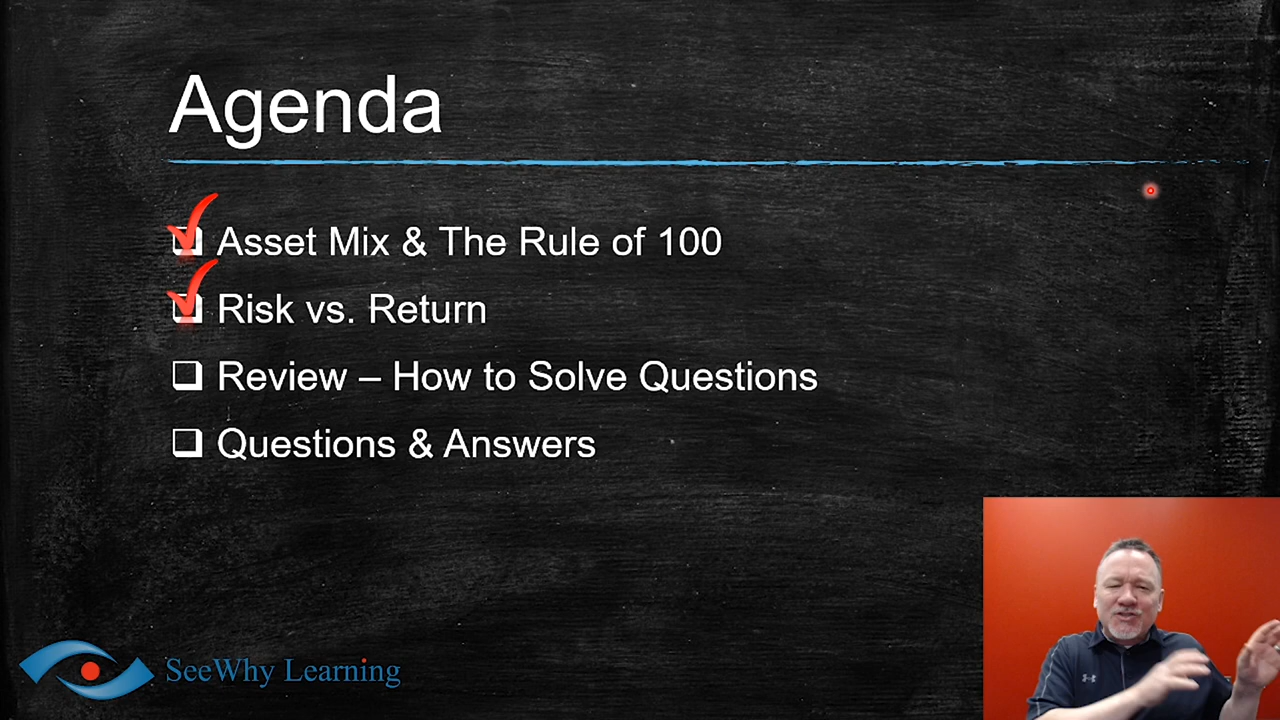 Agenda
Asset Mix & The Rule of 100
Risk vs. Return
Review – How to Solve Questions
Questions & Answers
SeeWhy Learning